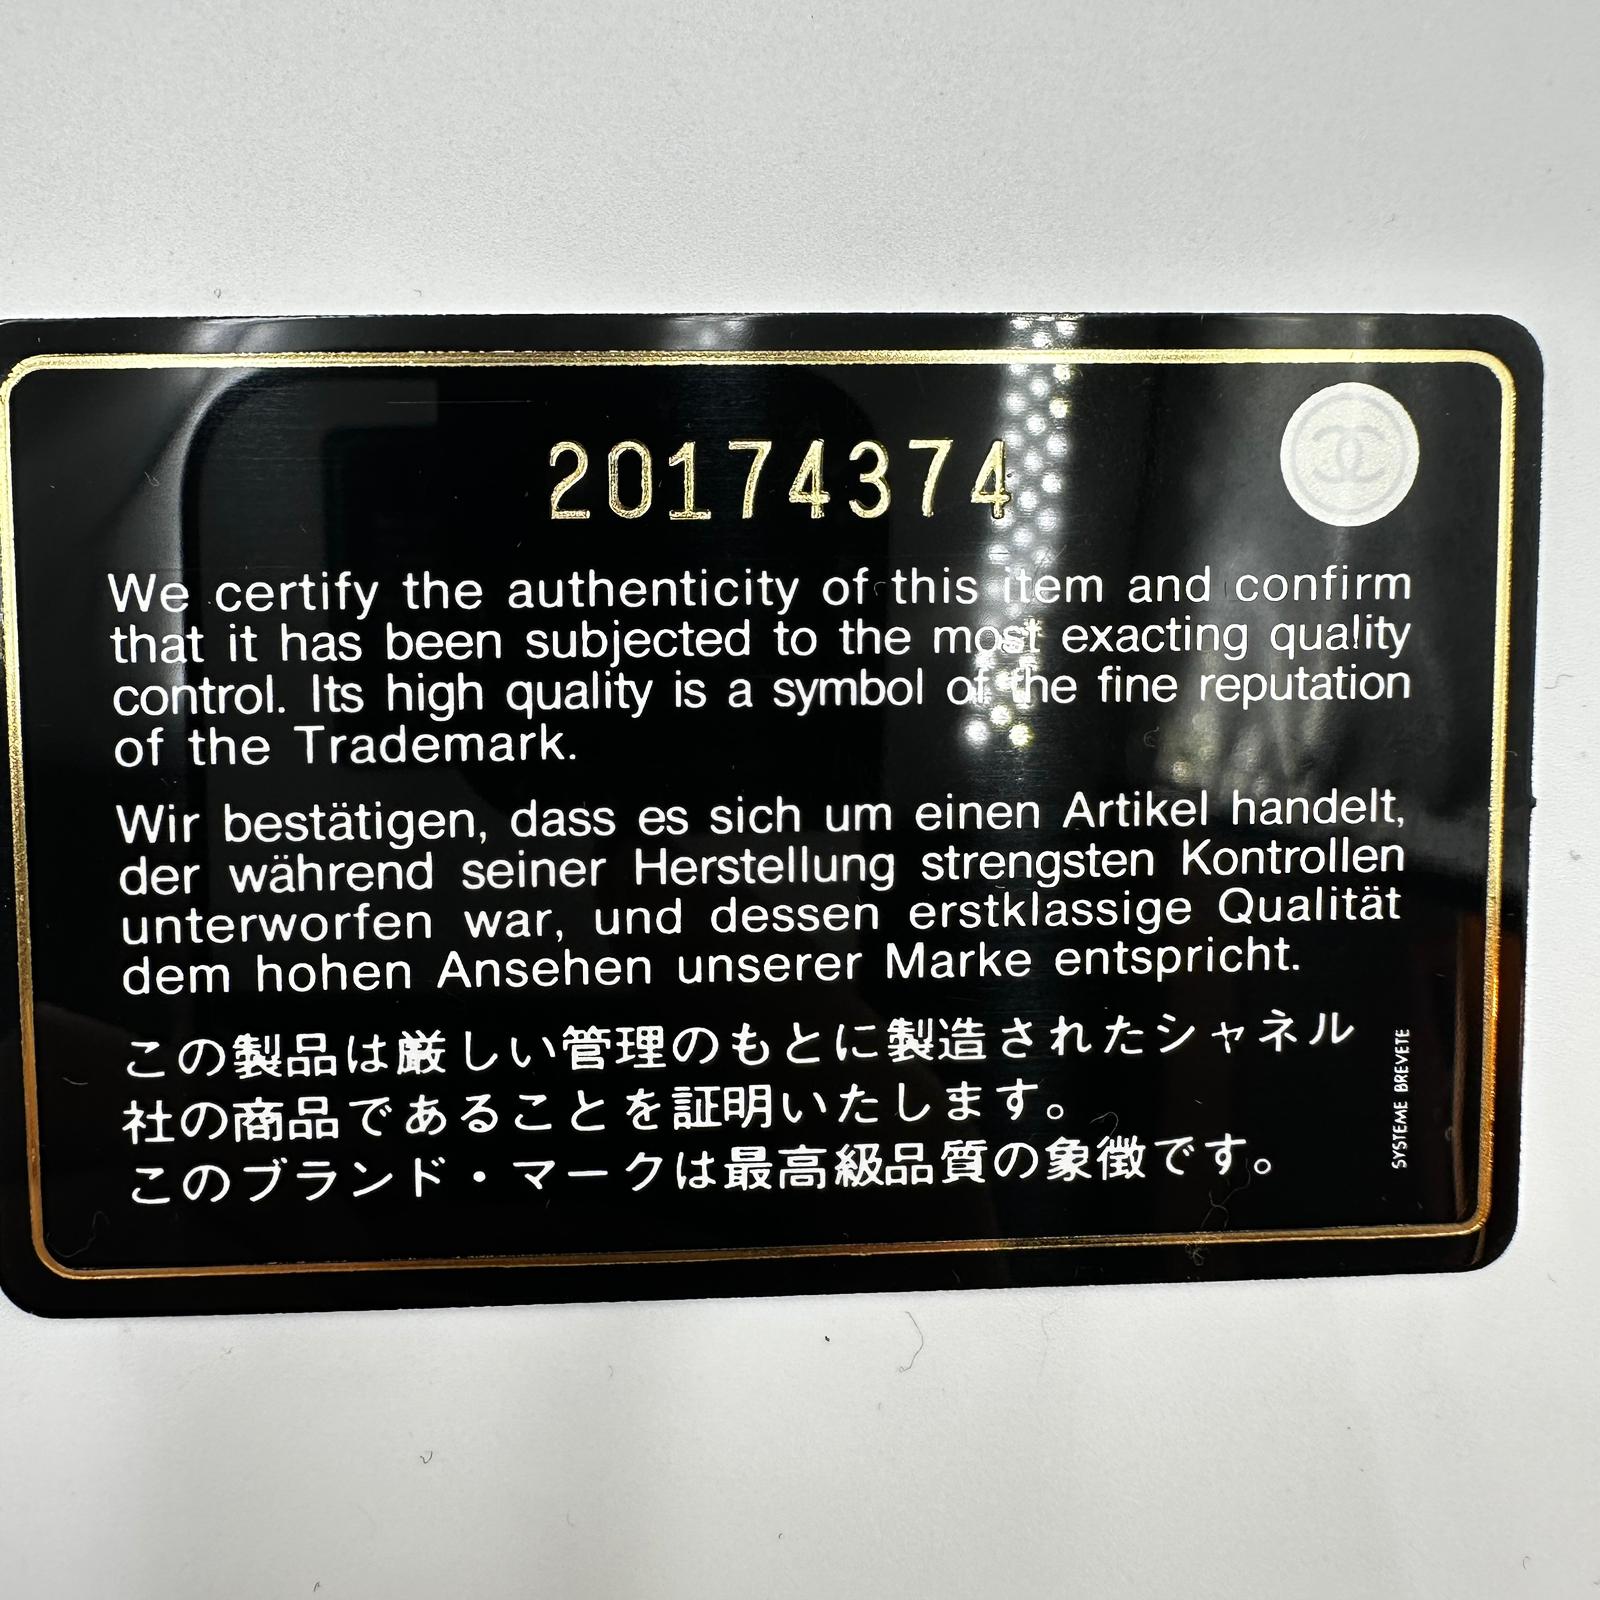 20174374
We certify the authenticity of this item and confirm
that it has been subjected to the most exacting quality
control. Its high quality is a symbol of the fine reputation
of the Trademark.
Wir bestätigen, dass es sich um einen Artikel handelt,
der während seiner Herstellung strengsten Kontrollen
unterworfen war, und dessen erstklassige Qualität
dem hohen Ansehen unserer Marke entspricht.
この製品は厳しい管理のもとに製造されたシャネル
社の商品であることを証明いたします。
このブランド・マークは最高級品質の象徴です。
SYSTEME BREVETE